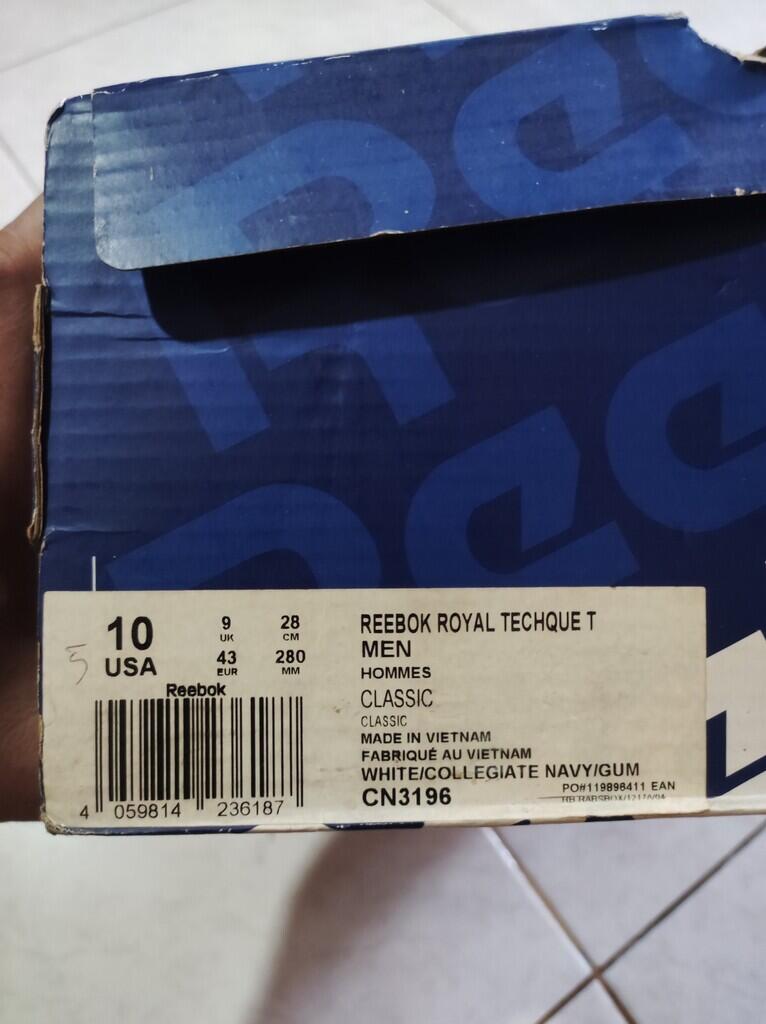 10
USA
9
UK
28
CM
43
EUR
280
MM
5
Reebok
4 059814 236187
REEBOK ROYAL TECHQUE T
MEN
HOMMES
CLASSIC
CLASSIC
MADE IN VIETNAM
FABRIQUÉ AU VIETNAM
WHITE/COLLEGIATE NAVY/GUM
CN3196
PO#119898411 EAN